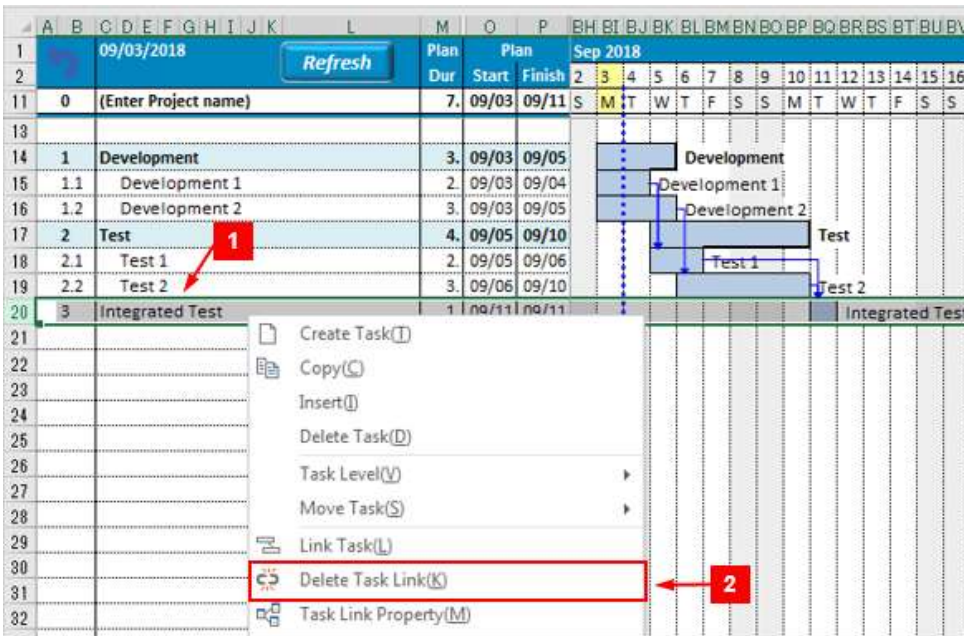 A B C D E F G H I J K L M O P BH BI BJ BK BL BM BN BO BP BQ BR BS BT BU BV
1 09/03/2018 Refresh Plan Plan Sep 2018
2 Dur Start Finish 2 3 4 5 6 7 8 9 10 11 12 13 14 15 16
11 0 (Enter Project name) 7. 09/03 09/11 S M T W T F S S M T W T F S S
13
14 1 Development 3. 09/03 09/05 Development
15 1.1 Development 1 2. 09/03 09/04 Development 1
16 1.2 Development 2 3. 09/03 09/05 Development 2
17 2 Test 4. 09/05 09/10 Test
1
18 2.1 Test 1 2. 09/05 09/06 Test 1
19 2.2 Test 2 3. 09/06 09/10 Test 2
20 3 Integrated Test 1 09/11 09/11 Integrated Test
21 Create Task(T)
22 Copy(C)
23 Insert(I)
24
25 Delete Task(D)
26 Task Level(V)
27
28 Move Task(S)
29 Link Task(L)
30 Delete Task Link(K) 2
31
32 Task Link Property(M)